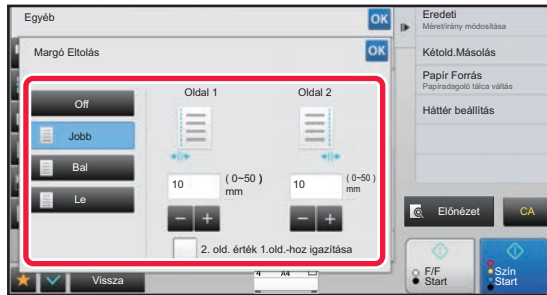 Egyéb
OK
Margó Eltolás
OK
Off
Jobb
Bal
Le
Oldal 1
Oldal 2
10
( 0~50 )
mm
10
( 0~50 )
mm
2. old. érték 1.old.-hoz igazítása
Vissza
A4
Eredeti
Méret/irány módosítása
Kétold.Másolás
Papír Forrás
Papíradagoló tálca váltás
Háttér beállítás
Előnézet
CA
F/F
Start
Szín
Start